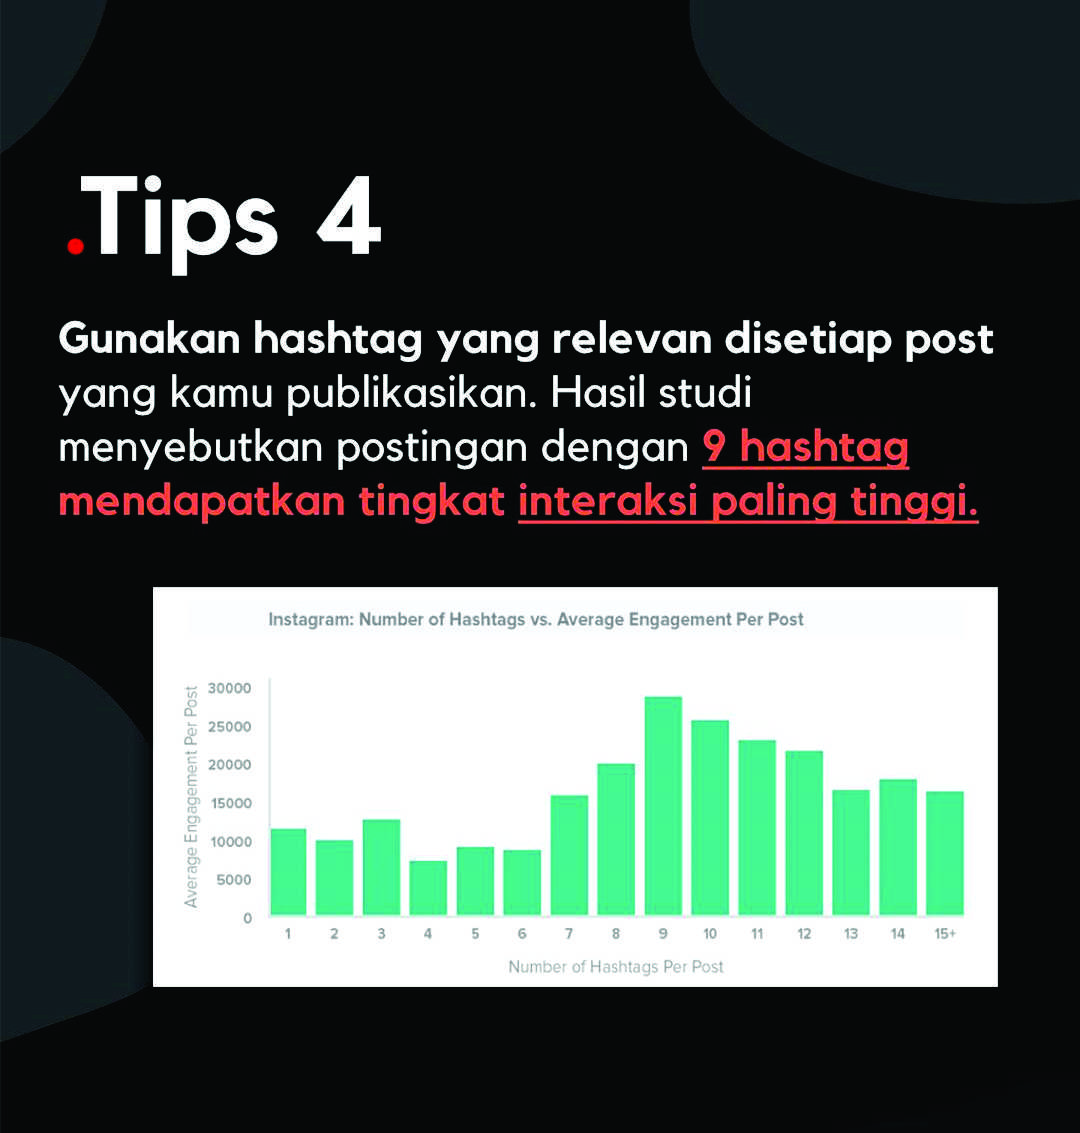 .Tips 4
Gunakan hashtag yang relevan disetiap post
yang kamu publikasikan. Hasil studi
menyebutkan postingan dengan 9 hashtag
mendapatkan tingkat interaksi paling tinggi.
Instagram: Number of Hashtags vs. Average Engagement Per Post
Average Engagement Per Post
30000
25000
20000
15000
10000
5000
0
1 2 3 4 5 6 7 8 9 10 11 12 13 14 15+
Number of Hashtags Per Post